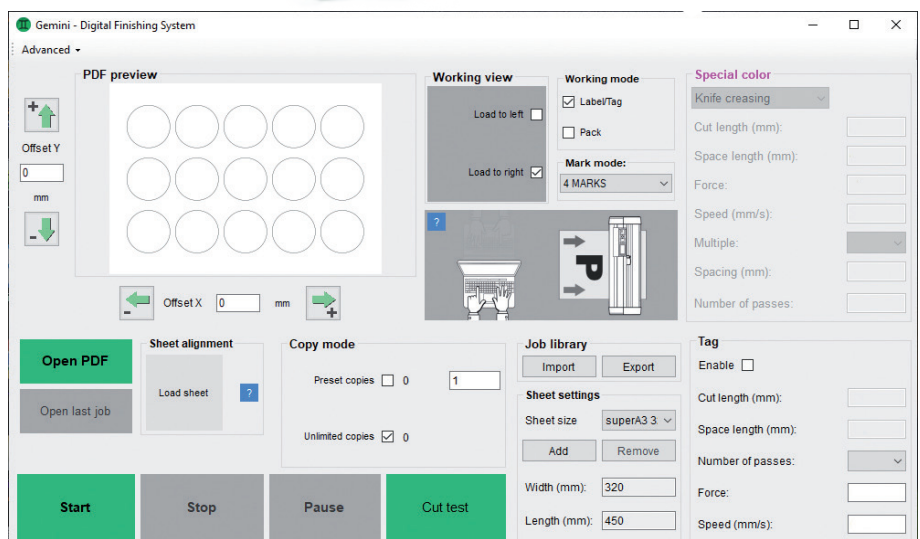 Gemini - Digital Finishing System
Advanced
PDF preview
Offset Y
0
mm
Offset X 0 mm
Working view
Load to left
Load to right
Working mode
Label/Tag
Pack
Mark mode:
4 MARKS
?
P
Special color
Knife creasing
Cut length (mm):
Space length (mm):
Force:
Speed (mm/s):
Multiple:
Spacing (mm):
Number of passes:
Open PDF
Open last job
Sheet alignment
Load sheet
?
Copy mode
Preset copies 0 1
Unlimited copies 0
Job library
Import Export
Sheet settings
Sheet size superA3 3
Add Remove
Width (mm): 320
Length (mm): 450
Tag
Enable
Cut length (mm):
Space length (mm):
Number of passes:
Force:
Speed (mm/s):
Start Stop Pause Cut test